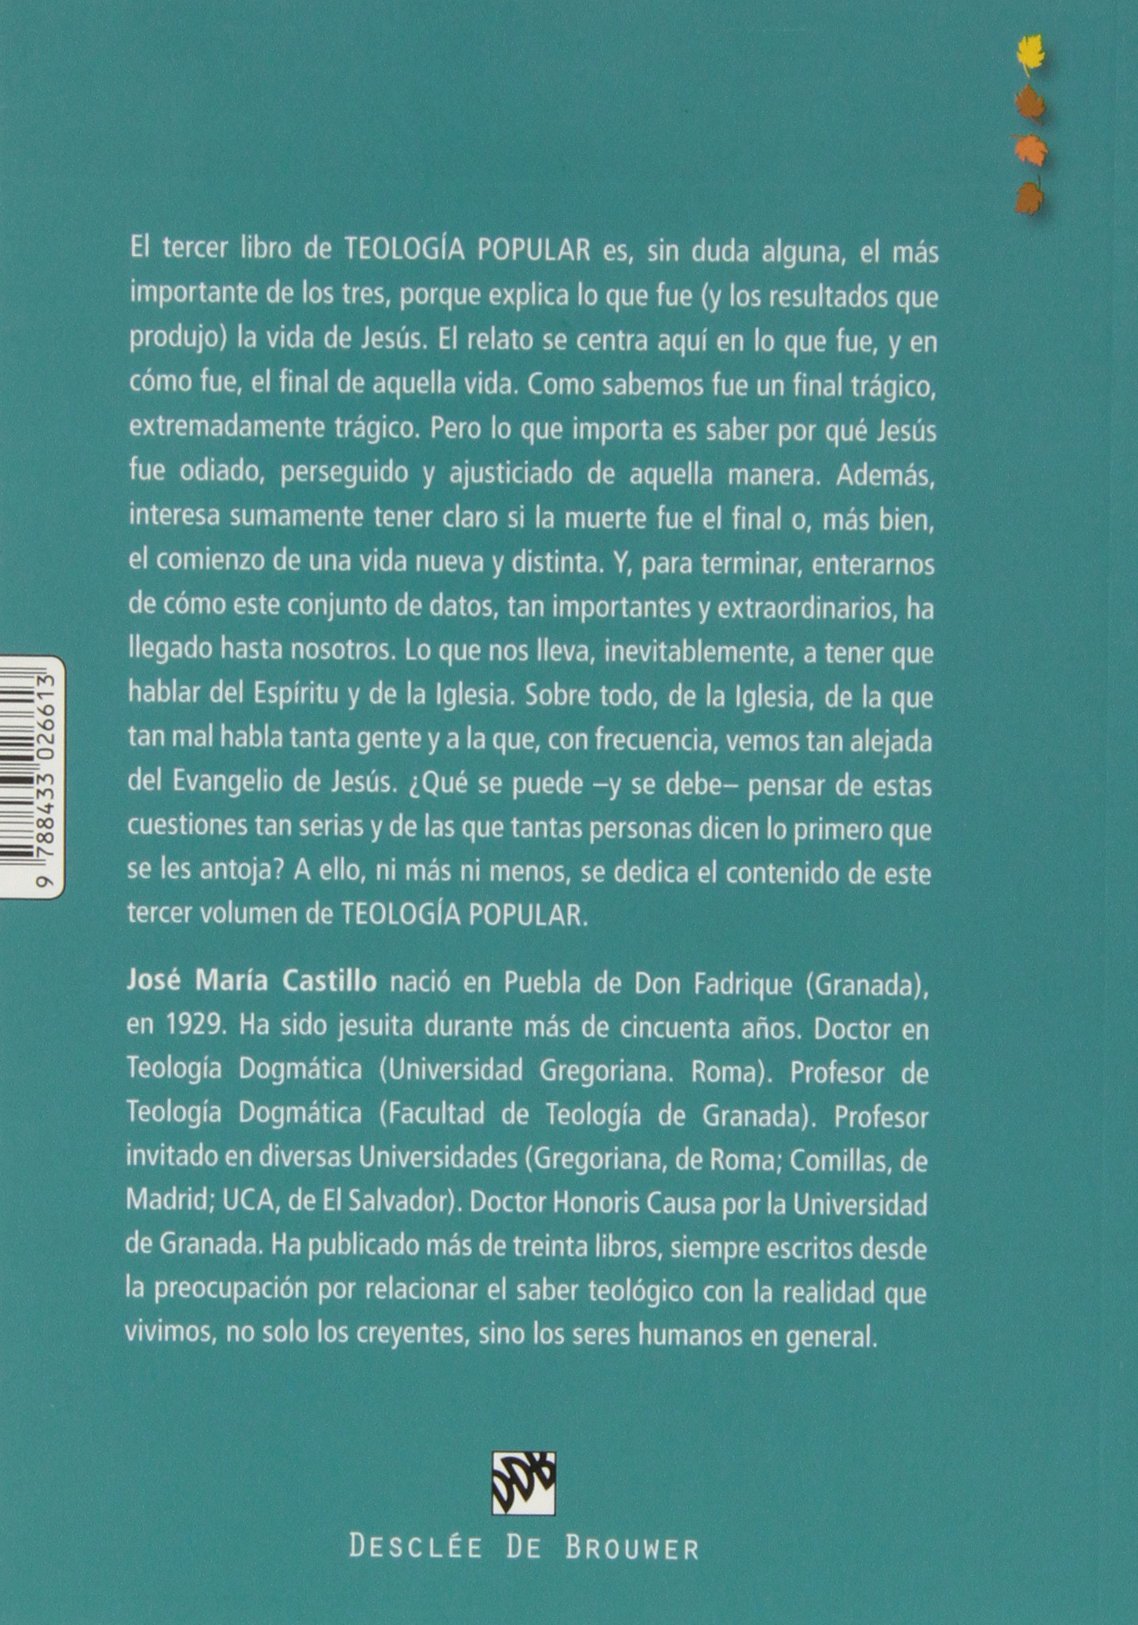 El tercer libro de TEOLOGÍA POPULAR es, sin duda alguna, el más
importante de los tres, porque explica lo que fue (y los resultados que
produjo) la vida de Jesús. El relato se centra aquí en lo que fue, y en
cómo fue, el final de aquella vida. Como sabemos fue un final trágico,
extremadamente trágico. Pero lo que importa es saber por qué Jesús
fue odiado, perseguido y ajusticiado de aquella manera. Además,
interesa sumamente tener claro si la muerte fue el final o, más bien,
el comienzo de una vida nueva y distinta. Y, para terminar, enterarnos
de cómo este conjunto de datos, tan importantes y extraordinarios, ha
llegado hasta nosotros. Lo que nos lleva, inevitablemente, a tener que
hablar del Espíritu y de la Iglesia. Sobre todo, de la Iglesia, de la que
tan mal habla tanta gente y a la que, con frecuencia, vemos tan alejada
del Evangelio de Jesús. ¿Qué se puede –y se debe– pensar de estas
cuestiones tan serias y de las que tantas personas dicen lo primero que
se les antoja? A ello, ni más ni menos, se dedica el contenido de este
tercer volumen de TEOLOGÍA POPULAR.
José María Castillo nació en Puebla de Don Fadrique (Granada),
en 1929. Ha sido jesuita durante más de cincuenta años. Doctor en
Teología Dogmática (Universidad Gregoriana. Roma). Profesor de
Teología Dogmática (Facultad de Teología de Granada). Profesor
invitado en diversas Universidades (Gregoriana, de Roma; Comillas, de
Madrid; UCA, de El Salvador). Doctor Honoris Causa por la Universidad
de Granada. Ha publicado más de treinta libros, siempre escritos desde
la preocupación por relacionar el saber teológico con la realidad que
vivimos, no solo los creyentes, sino los seres humanos en general.
9 788433 026613
DDB
DESCLÉE DE BROUWER